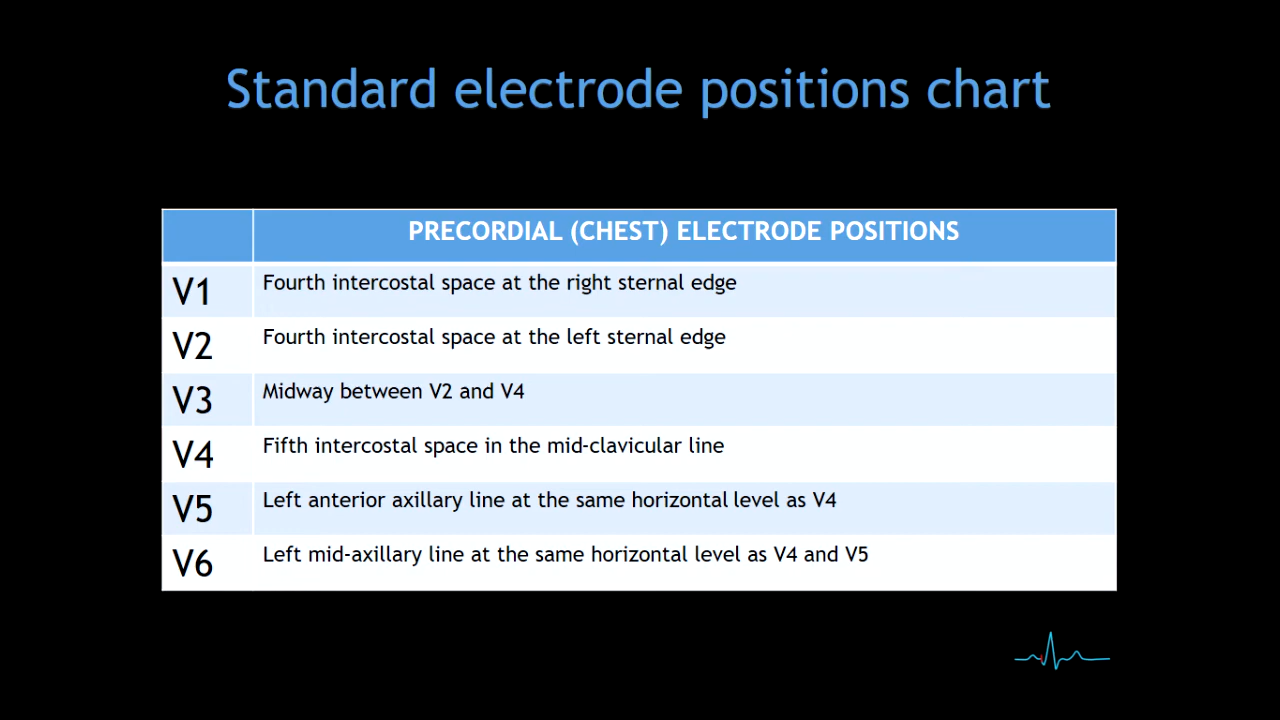 Standard electrode positions chart
PRECORDIAL (CHEST) ELECTRODE POSITIONS
V1 Fourth intercostal space at the right sternal edge
V2 Fourth intercostal space at the left sternal edge
V3 Midway between V2 and V4
V4 Fifth intercostal space in the mid-clavicular line
V5 Left anterior axillary line at the same horizontal level as V4
V6 Left mid-axillary line at the same horizontal level as V4 and V5